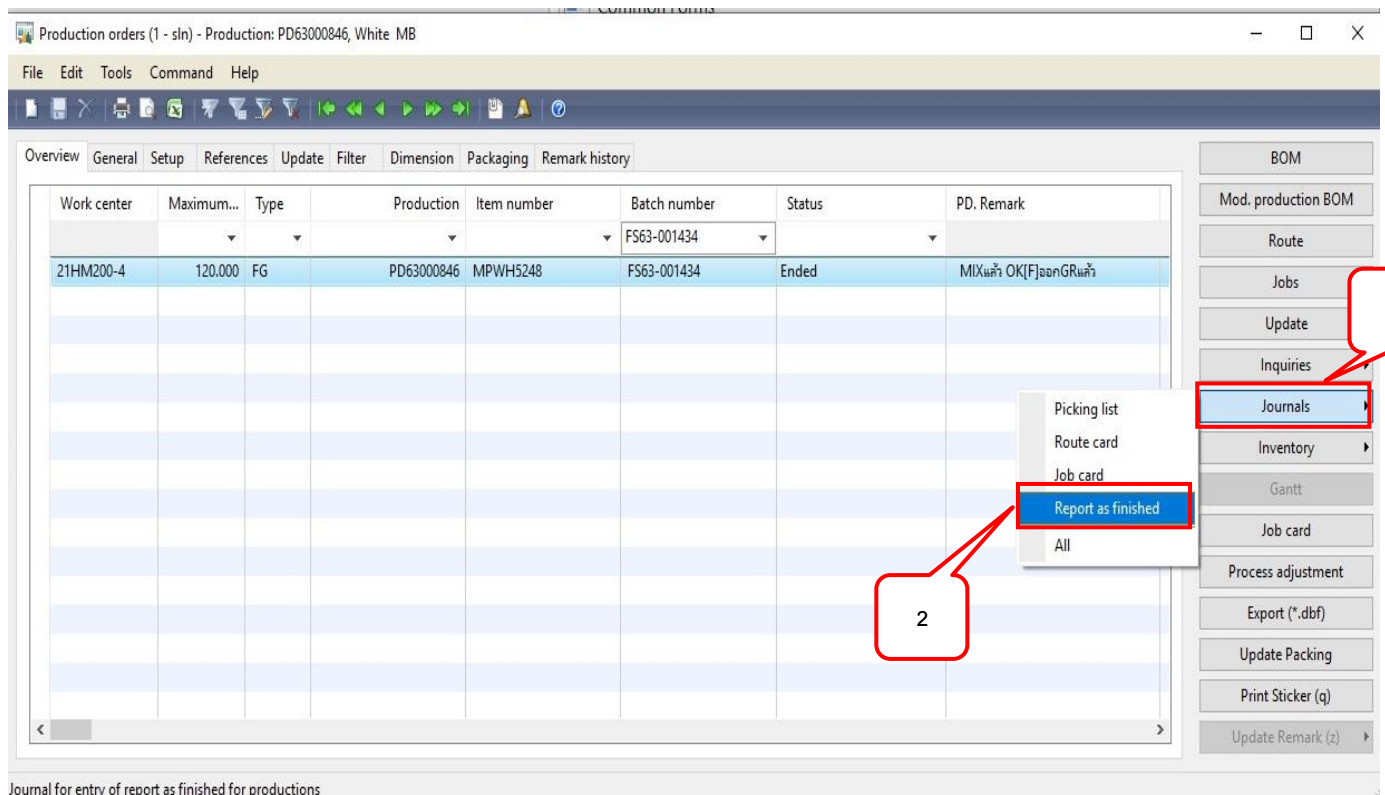 Common Forms
Production orders (1 - sln) - Production: PD63000846, White MB
File Edit Tools Command Help
Overview General Setup References Update Filter Dimension Packaging Remark history
Work center Maximum... Type Production Item number Batch number Status PD. Remark
FS63-001434
21HM200-4 120.000 FG PD63000846 MPWH5248 FS63-001434 Ended MIXแล้ว OK[F]ออกGRแล้ว
BOM
Mod. production BOM
Route
Jobs
Update
Inquiries
Journals
Inventory
Gantt
Job card
Process adjustment
Export (*.dbf)
Update Packing
Print Sticker (q)
Update Remark (z)
Picking list
Route card
Job card
Report as finished
All
2
Journal for entry of report as finished for productions